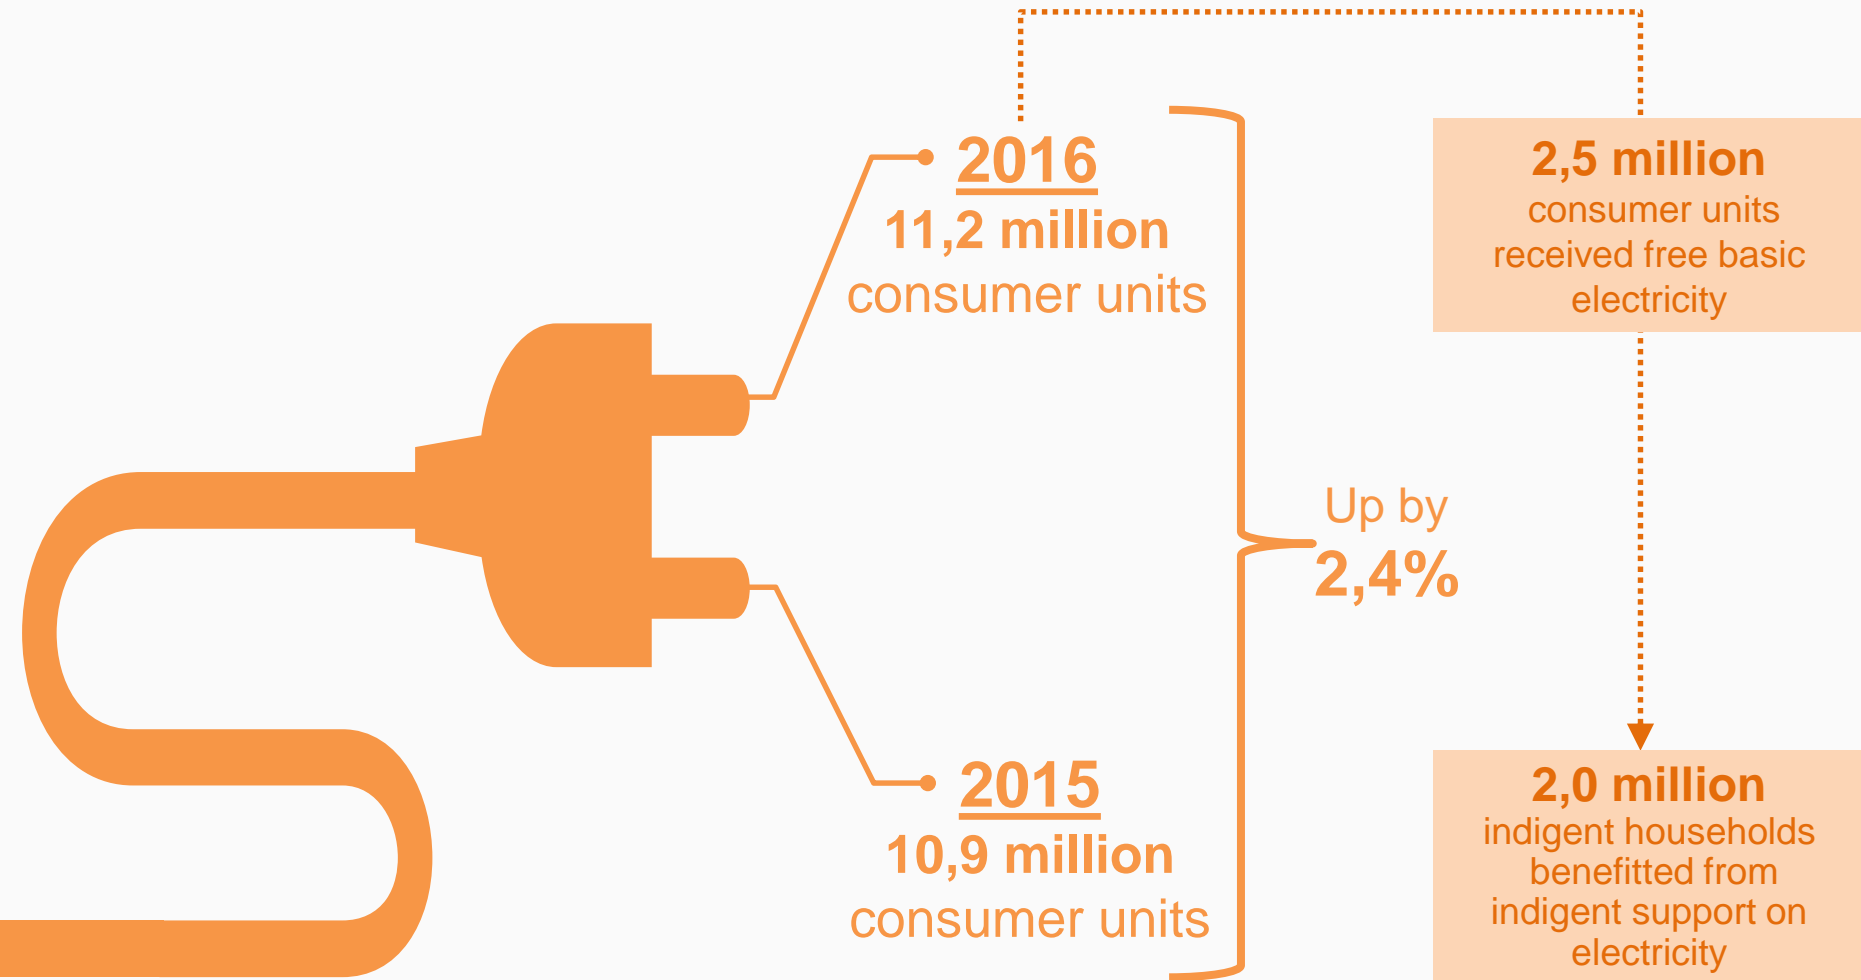 2016
11,2 million
consumer units
2,5 million
consumer units
received free basic
electricity
Up by
2,4%
2015
10,9 million
consumer units
2,0 million
indigent households
benefitted from
indigent support on
electricity